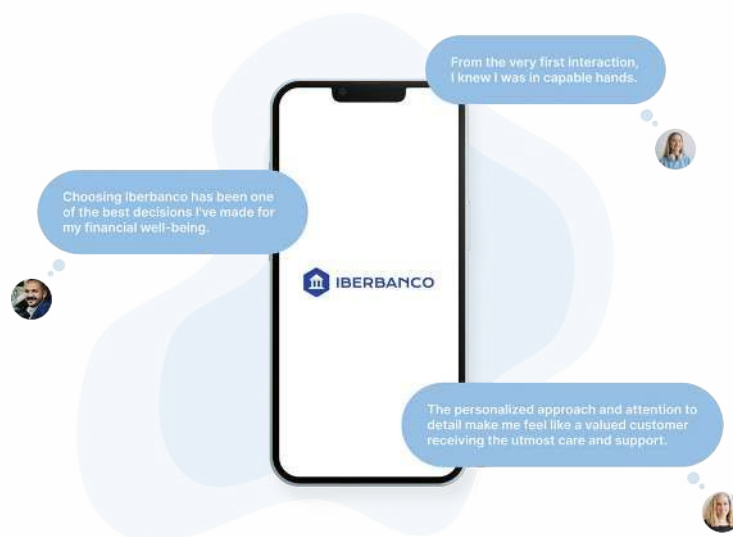 From the very first interaction,
I knew I was in capable hands.
Choosing Iberbanco has been one
of the best decisions I've made for
my financial well-being.
IBERBANCO
The personalized approach and attention to
detail make me feel like a valued customer
receiving the utmost care and support.